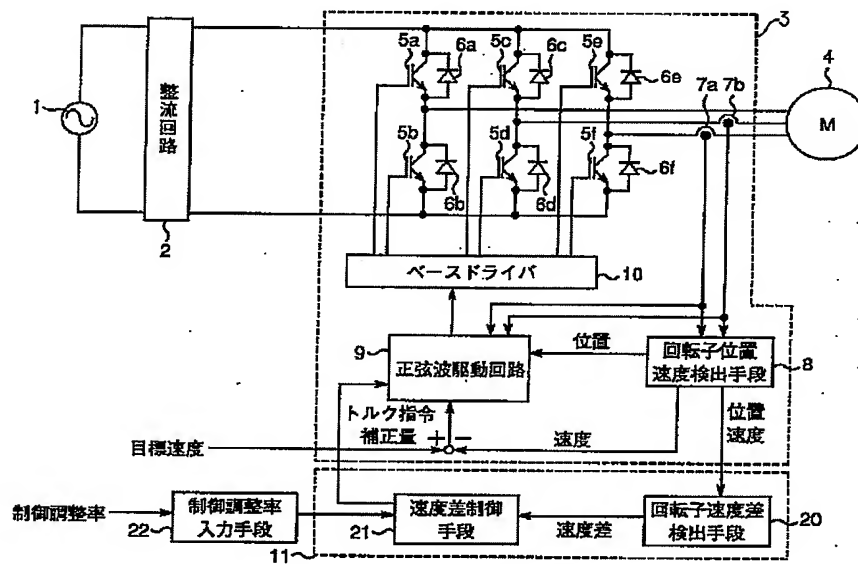 3
5a
6a
5c
6c
5e
6e
7a
7b
4
M
1
整流回路
2
5b
6b
5d
6d
5f
6f
ベースドライバ
10
9
正弦波駆動回路
位置
回転子位置
速度検出手段
8
トルク指令
補正量
+
−
目標速度
速度
位置
速度
制御調整率
制御調整率
入力手段
22
速度差制御
手段
21
速度差
回転子速度差
検出手段
20
11